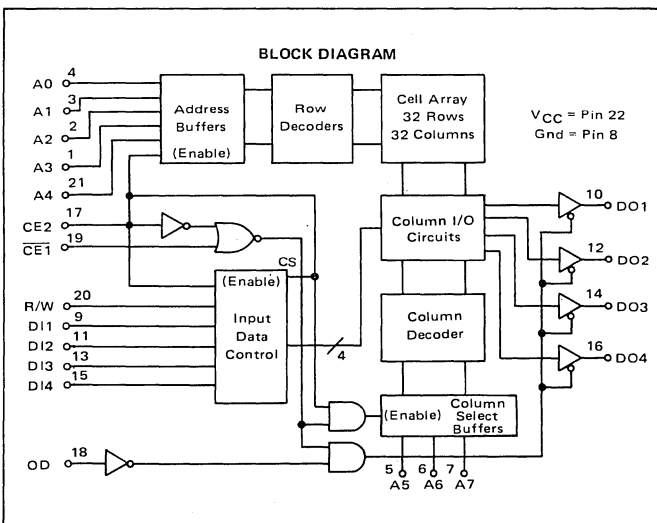 BLOCK DIAGRAM
A0 4
A1 3
A2 2
A3 1
A4 21
CE2 17
CE1 19
R/W 20
DI1 9
DI2 11
DI3 13
DI4 15
OD 18
Address
Buffers
(Enable)
Row
Decoders
Cell Array
32 Rows
32 Columns
VCC = Pin 22
Gnd = Pin 8
Column I/O
Circuits
CS
(Enable)
Input
Data
Control
4
Column
Decoder
(Enable) Column
Select
Buffers
5 6 7
A5 A6 A7
10 DO1
12 DO2
14 DO3
16 DO4